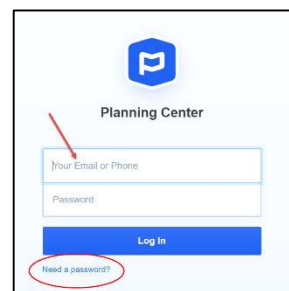 Planning Center
Your Email or Phone
Password
Log In
Need a password?